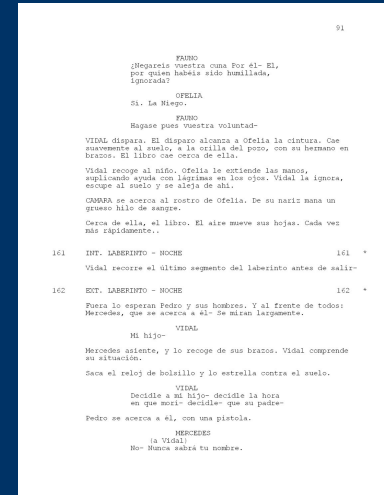 91
FAUNO
¿Negareis vuestra cuna Por él- El,
por quien habéis sido humillada,
ignorada?
OFELIA
Si. La Niego.
FAUNO
Hagase pues vuestra voluntad-
VIDAL dispara. El disparo alcanza a Ofelia la cintura. Cae
suavemente al suelo, a la orilla del pozo, con su hermano en
brazos. El libro cae cerca de ella.
Vidal recoge al niño. Ofelia le extiende las manos,
suplicando ayuda con lágrimas en los ojos. Vidal la ignora,
escupe al suelo y se aleja de ahi.
CAMARA se acerca al rostro de Ofelia. De su nariz mana un
grueso hilo de sangre.
Cerca de ella, el libro. El aire mueve sus hojas. Cada vez
más rápidamente..
161 INT. LABERINTO - NOCHE 161 *
Vidal recorre el último segmento del laberinto antes de salir-
162 EXT. LABERINTO - NOCHE 162 *
Fuera lo esperan Pedro y sus hombres. Y al frente de todos:
Mercedes, que se acerca a él- Se miran largamente.
VIDAL
Mi hijo-
Mercedes asiente, y lo recoge de sus brazos. Vidal comprende
su situación.
Saca el reloj de bolsillo y lo estrella contra el suelo.
VIDAL
Decidle a mi hijo- decidle la hora
en que mori- decidle- que su padre-
Pedro se acerca a él, con una pistola.
MERCEDES
(a Vidal)
No- Nunca sabrá tu nombre.